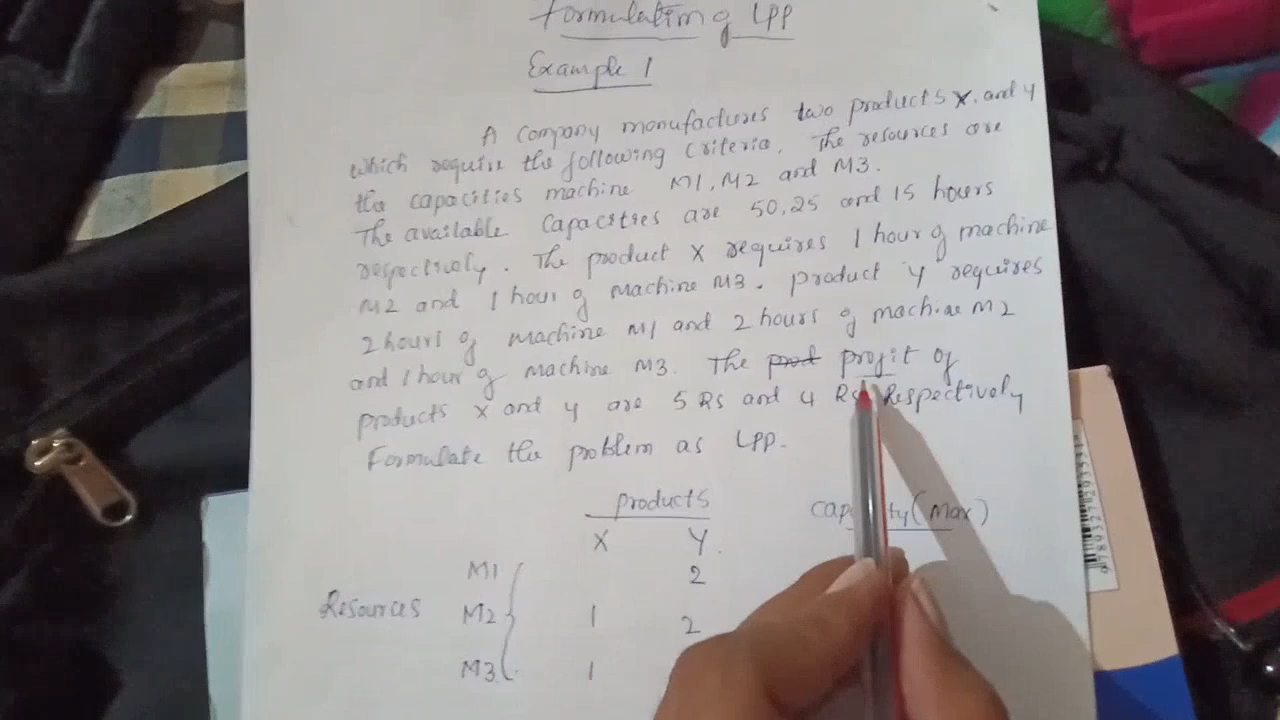 Formulating of LPP
Example 1
A Company manufactures two products X, and Y
which require the following Criteria. The resources are
the capacities machine M1, M2 and M3.
The available Capacities are 50, 25 and 15 hours
respectively. The product X requires 1 hour of machine
M2 and 1 hour of machine M3. product Y requires
2 hours of machine M1 and 2 hours of machine M2
and 1 hour of machine M3. The profit of
products X and Y are 5 RS and 4 Rs Respectively
Formulate the problem as LPP.
products
X Y
(Max)
M1 2
Resources M2 1 2
M3 1
9789327029935